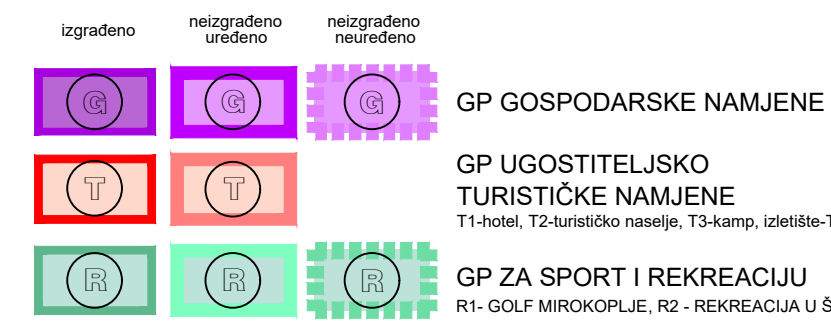 izgrađeno
neizgrađeno
uređeno
neizgrađeno
neuređeno
G G G GP GOSPODARSKE NAMJENE
T T GP UGOSTITELJSKO
TURISTIČKE NAMJENE
T1-hotel, T2-turističko naselje, T3-kamp, izletište-T
R R R GP ZA SPORT I REKREACIJU
R1- GOLF MIROKOPLJE, R2 - REKREACIJA U Š